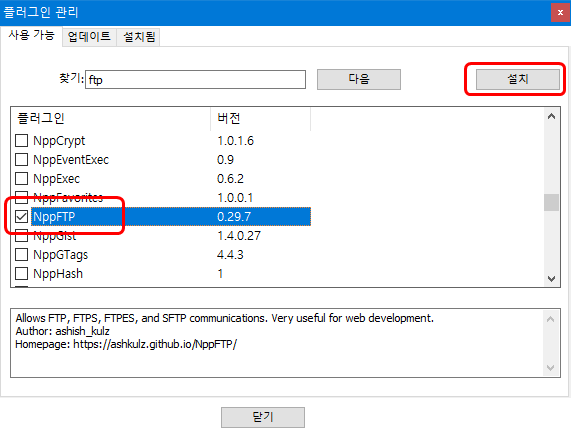 플러그인 관리
사용 가능 업데이트 설치됨
찾기: ftp 다음 설치
플러그인 버전
NppCrypt 1.0.1.6
NppEventExec 0.9
NppExec 0.6.2
NppFavorites 1.0.0.1
NppFTP 0.29.7
NppGist 1.4.0.27
NppGTags 4.4.3
NppHash 1
Allows FTP, FTPS, FTPES, and SFTP communications. Very useful for web development.
Author: ashish_kulz
Homepage: https://ashkulz.github.io/NppFTP/
닫기